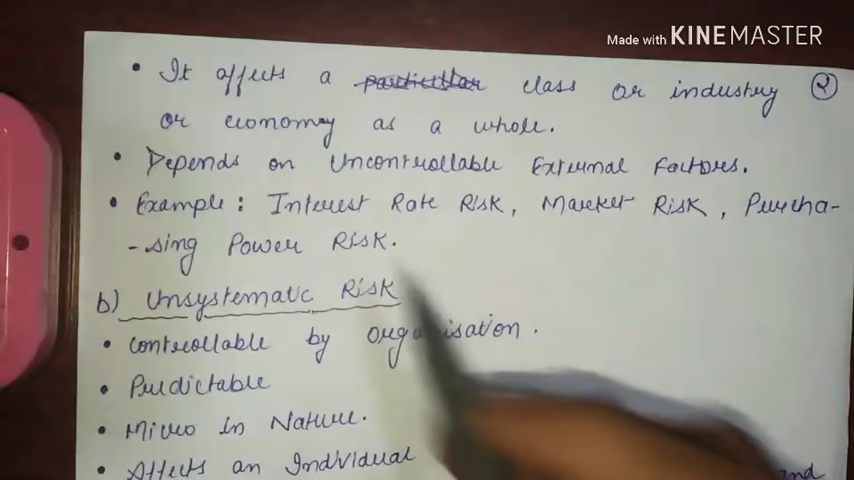 Made with KINEMASTER
• It affects a particular class or industry २
or economy as a whole.
• Depends on Uncontrollable External Factors.
• Example: Interest Rate Risk, Market Risk, Purcha-
-sing Power Risk.
b) Unsystematic Risk
• Controllable by organisation.
• Predictable
• Micro In Nature.
• Affects an Individual
and